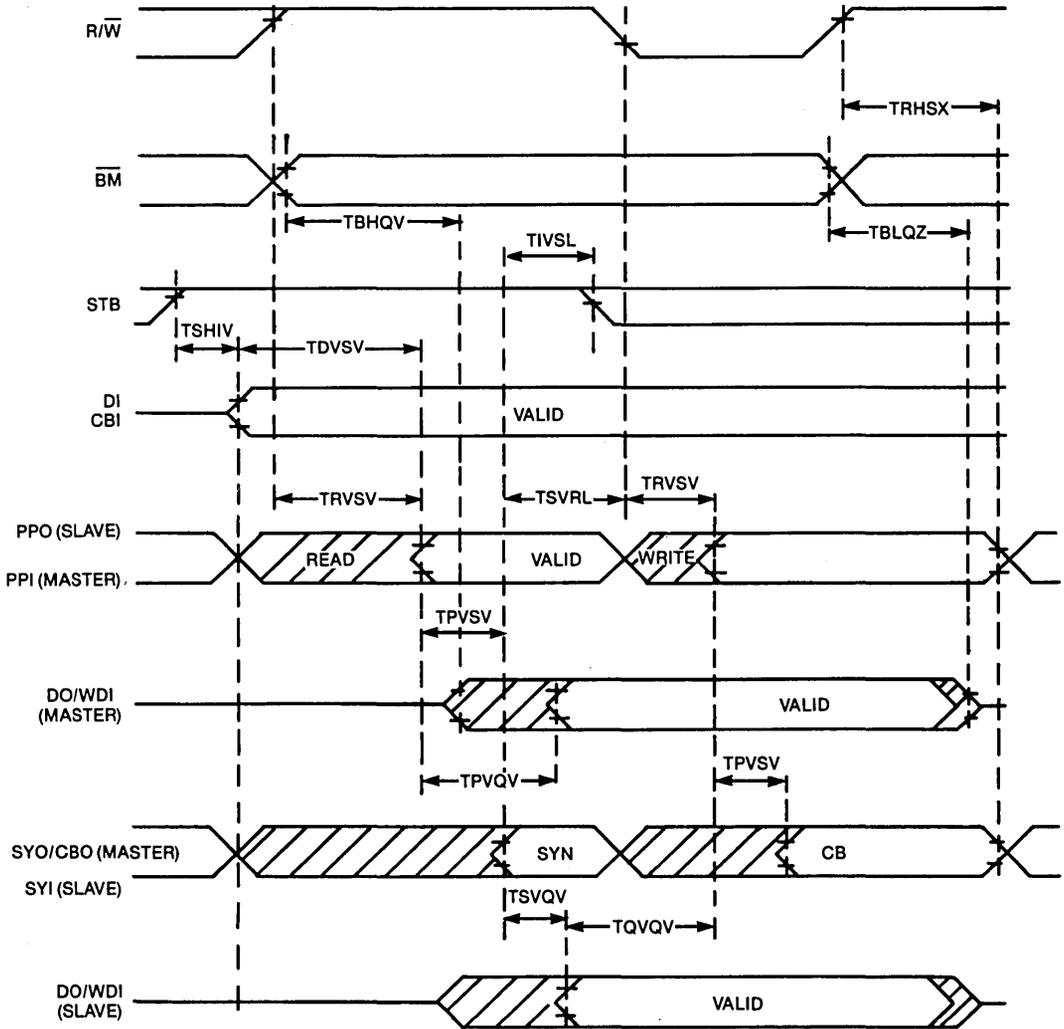 R/W
TRHSX
BM
TBHQV
TBLQZ
TIVSL
STB
TSHIV
TDVSV
DI
CBI
VALID
TRVSV
TSVRL
TRVSV
PPO (SLAVE)
READ
VALID
WRITE
PPI (MASTER)
TPVSV
DO/WDI
(MASTER)
VALID
TPVQV
TPVSV
SYO/CBO (MASTER)
SYN
CB
SYI (SLAVE)
TSVQV
TQVQV
DO/WDI
(SLAVE)
VALID